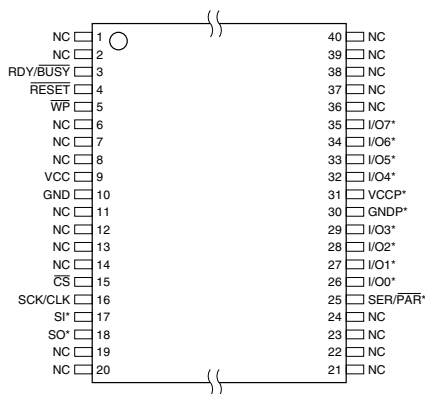 NC 1 40 NC
NC 2 39 NC
RDY/BUSY 3 38 NC
RESET 4 37 NC
WP 5 36 NC
NC 6 35 I/O7*
NC 7 34 I/O6*
NC 8 33 I/O5*
VCC 9 32 I/O4*
GND 10 31 VCCP*
NC 11 30 GNDP*
NC 12 29 I/O3*
NC 13 28 I/O2*
NC 14 27 I/O1*
CS 15 26 I/O0*
SCK/CLK 16 25 SER/PAR*
SI* 17 24 NC
SO* 18 23 NC
NC 19 22 NC
NC 20 21 NC